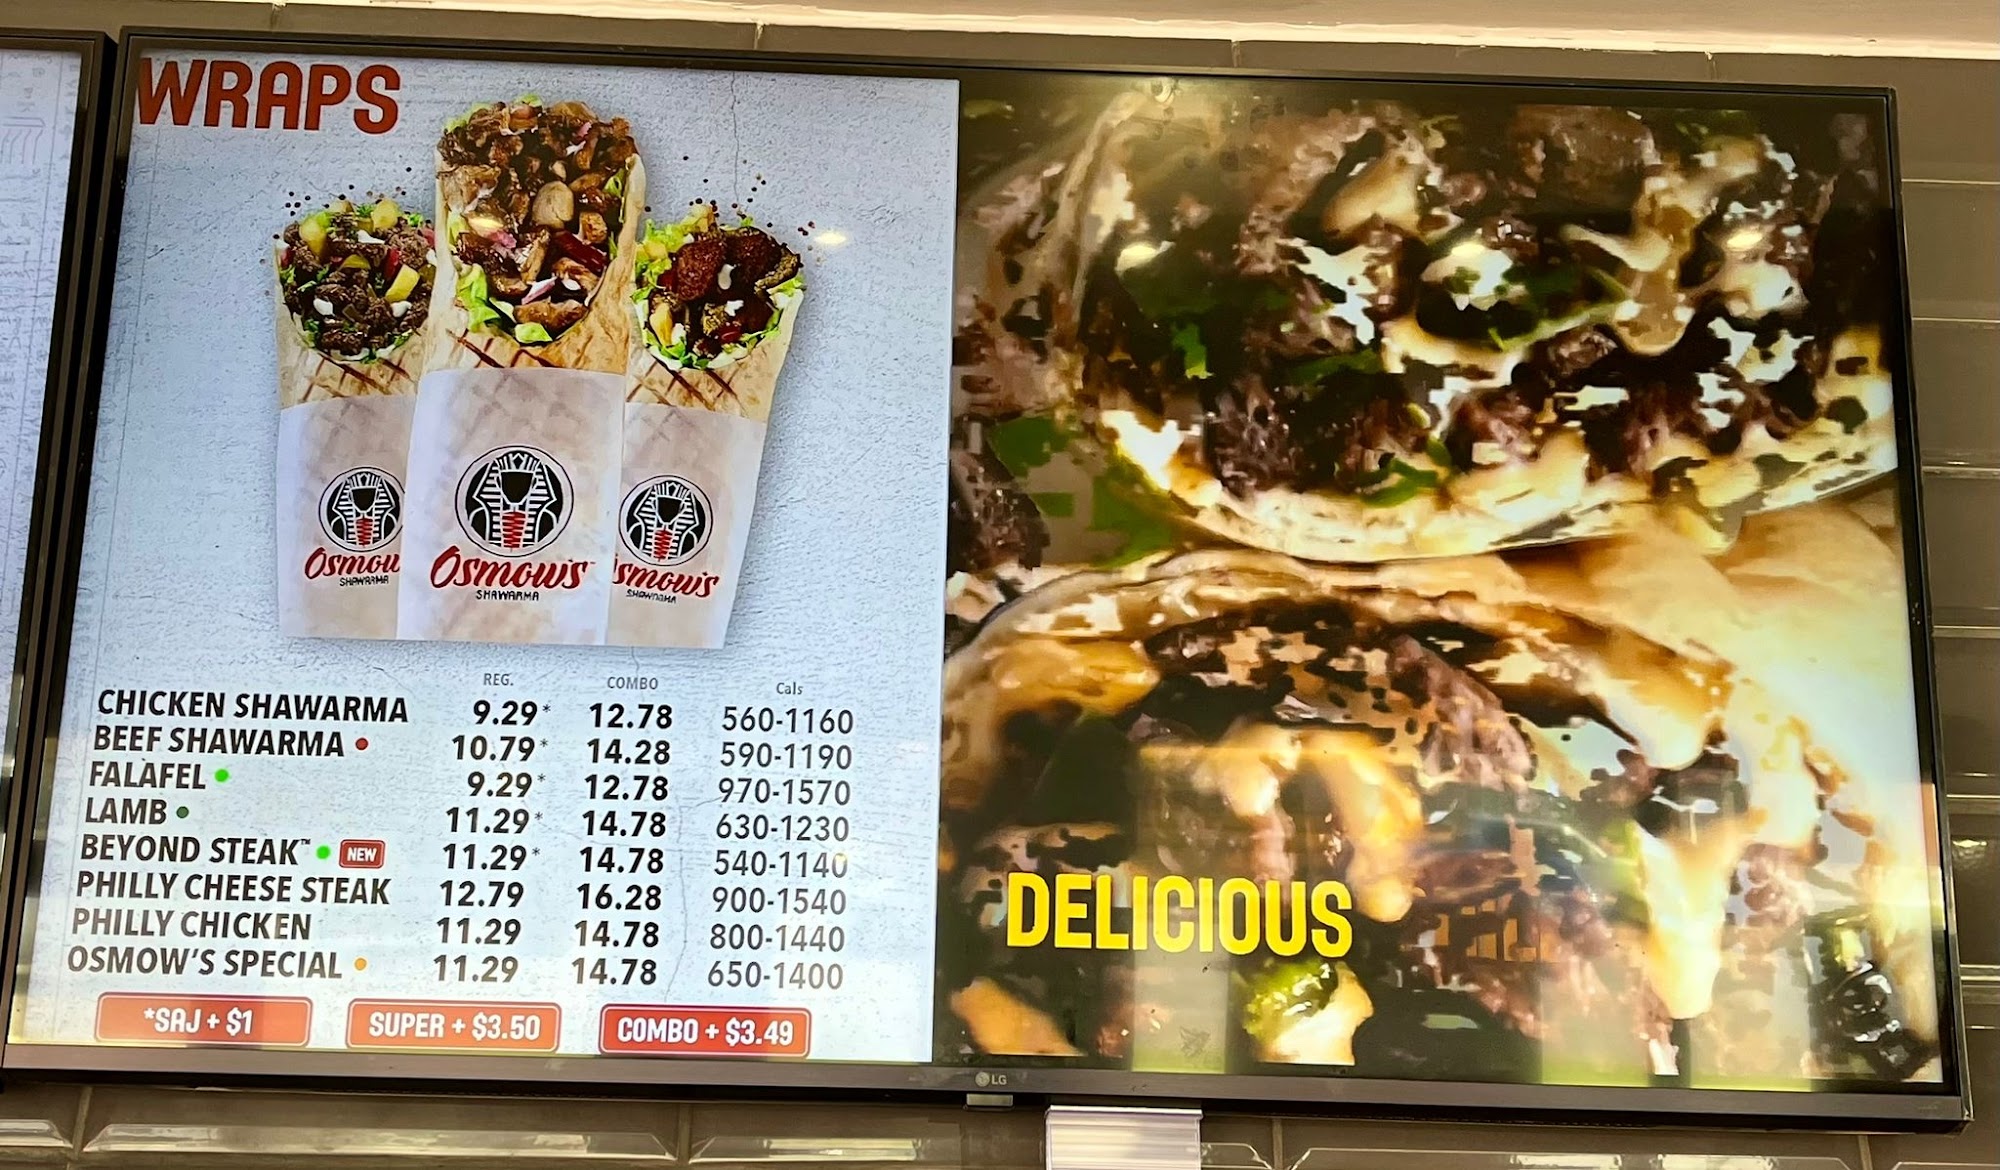 WRAPS
Osmow's
SHAWARMA
Osmow's
SHAWARMA
smow's
SHAWARMA
REG. COMBO Cals
CHICKEN SHAWARMA 9.29* 12.78 560-1160
BEEF SHAWARMA 10.79* 14.28 590-1190
FALAFEL 9.29* 12.78 970-1570
LAMB 11.29* 14.78 630-1230
BEYOND STEAK™ NEW 11.29* 14.78 540-1140
PHILLY CHEESE STEAK 12.79 16.28 900-1540
PHILLY CHICKEN 11.29 14.78 800-1440
OSMOW'S SPECIAL 11.29 14.78 650-1400
*SAJ + $1 SUPER + $3.50 COMBO + $3.49
DELICIOUS
LG